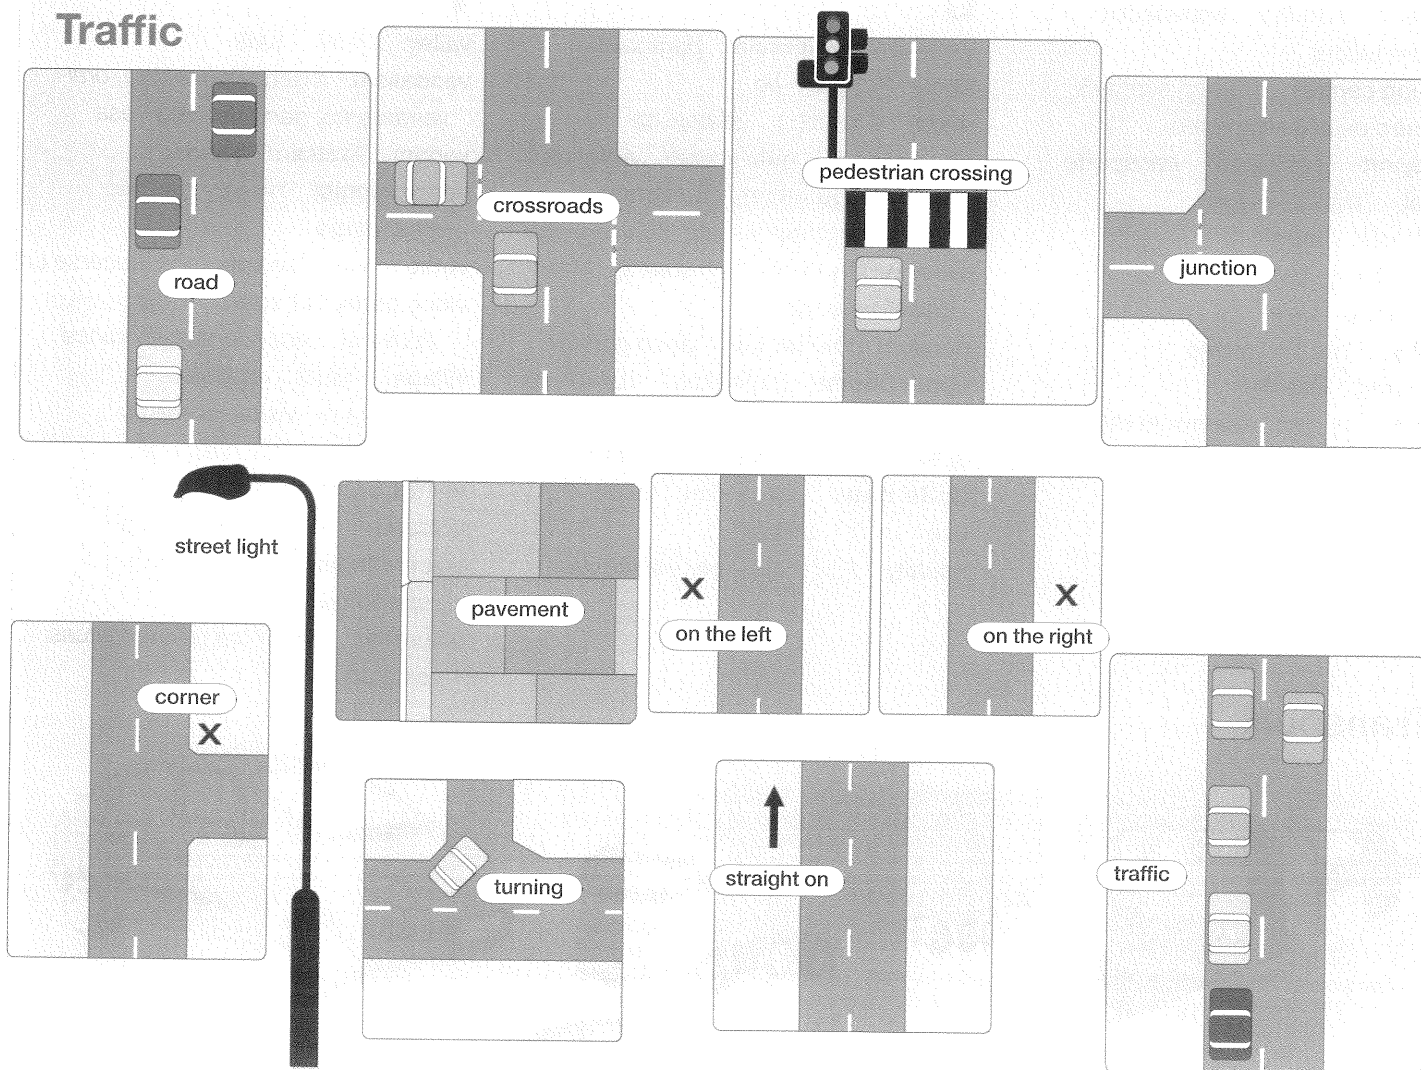 Traffic
road
crossroads
pedestrian crossing
junction
street light
pavement
X
on the left
X
on the right
corner
X
turning
straight on
traffic